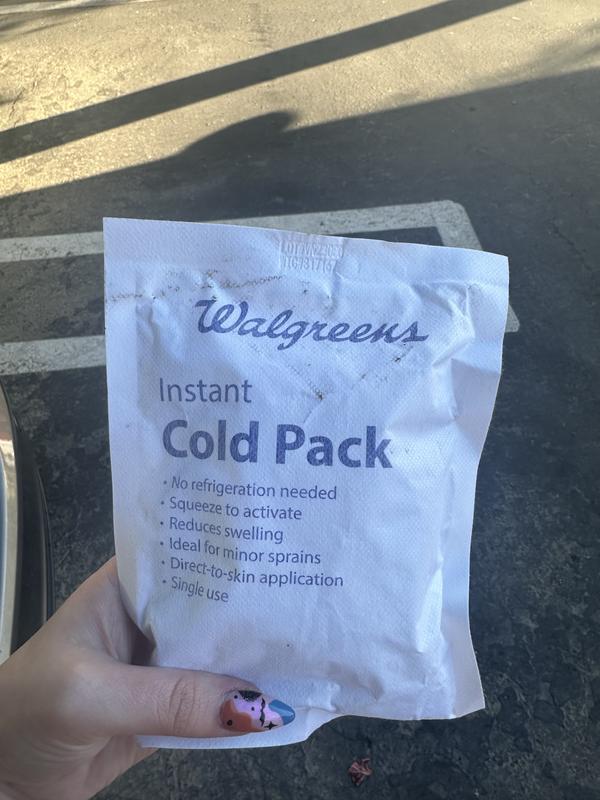 Walgreens
Instant
Cold Pack
• No refrigeration needed
• Squeeze to activate
• Reduces swelling
• Ideal for minor sprains
• Direct-to-skin application
• Single use